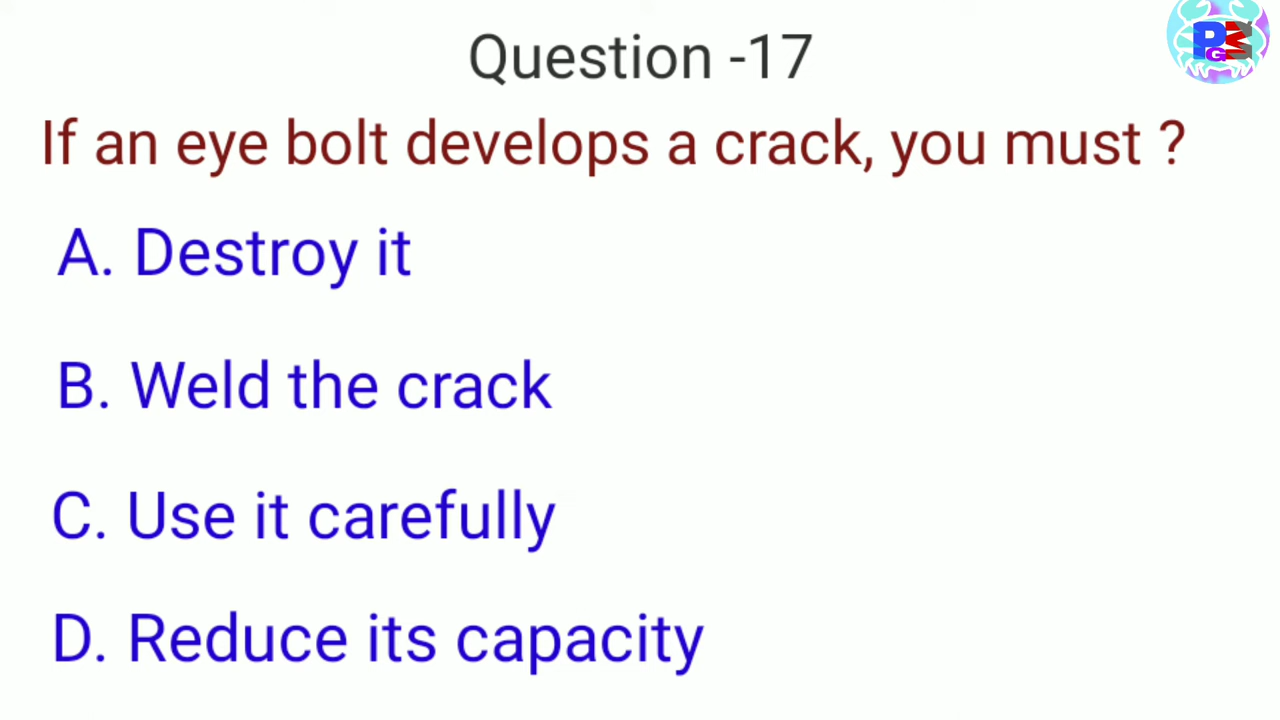 Question -17
PGM
If an eye bolt develops a crack, you must ?
A. Destroy it
B. Weld the crack
C. Use it carefully
D. Reduce its capacity